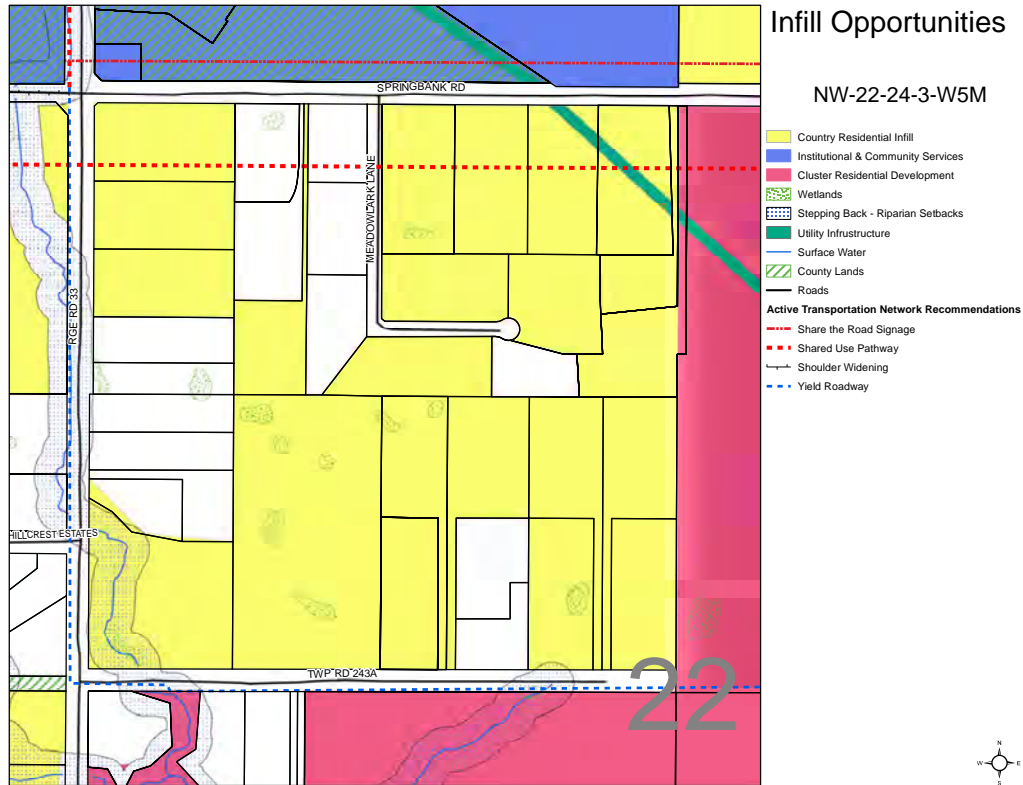 Infill Opportunities
NW-22-24-3-W5M
Country Residential Infill
Institutional & Community Services
Cluster Residential Development
Wetlands
Stepping Back - Riparian Setbacks
Utility Infrastructure
Surface Water
County Lands
Roads
Active Transportation Network Recommendations
Share the Road Signage
Shared Use Pathway
Shoulder Widening
Yield Roadway
SPRINGBANK RD
MEADOWLARK LANE
RGE RD 33
HILLCREST ESTATES
TWP RD 243A
22
N
W
E
S